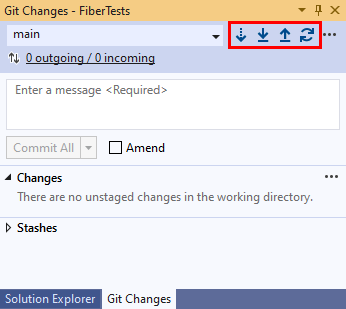 Git Changes - FiberTests
main
0 outgoing / 0 incoming
Enter a message <Required>
Commit All
Amend
Changes
There are no unstaged changes in the working directory.
Stashes
Solution Explorer
Git Changes